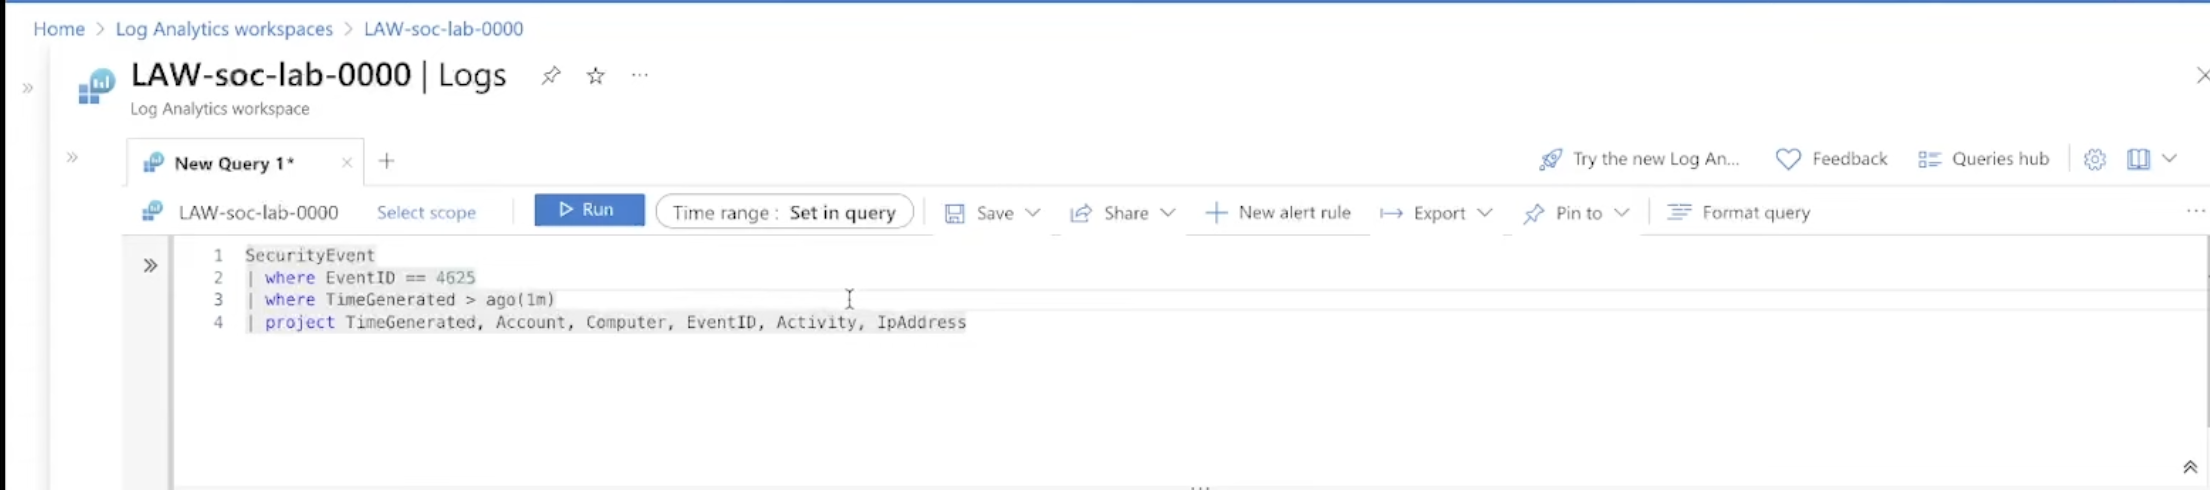 Home > Log Analytics workspaces > LAW-soc-lab-0000
LAW-soc-lab-0000 | Logs
Log Analytics workspace
New Query 1*
Try the new Log An...
Feedback
Queries hub
LAW-soc-lab-0000
Select scope
Run
Time range : Set in query
Save
Share
New alert rule
Export
Pin to
Format query
1 SecurityEvent
2 | where EventID == 4625
3 | where TimeGenerated > ago(1m)
4 | project TimeGenerated, Account, Computer, EventID, Activity, IpAddress